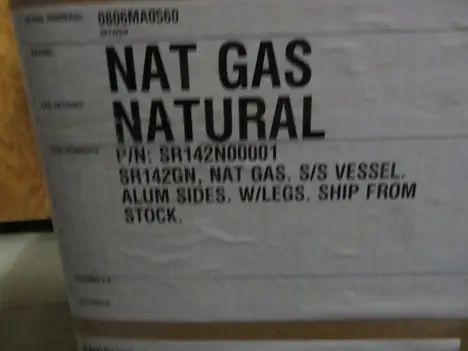 0806MA0560
NAT GAS
NATURAL
P/N: SR142N00001
SR142GN, NAT GAS, S/S VESSEL,
ALUM SIDES, W/LEGS, SHIP FROM
STOCK.